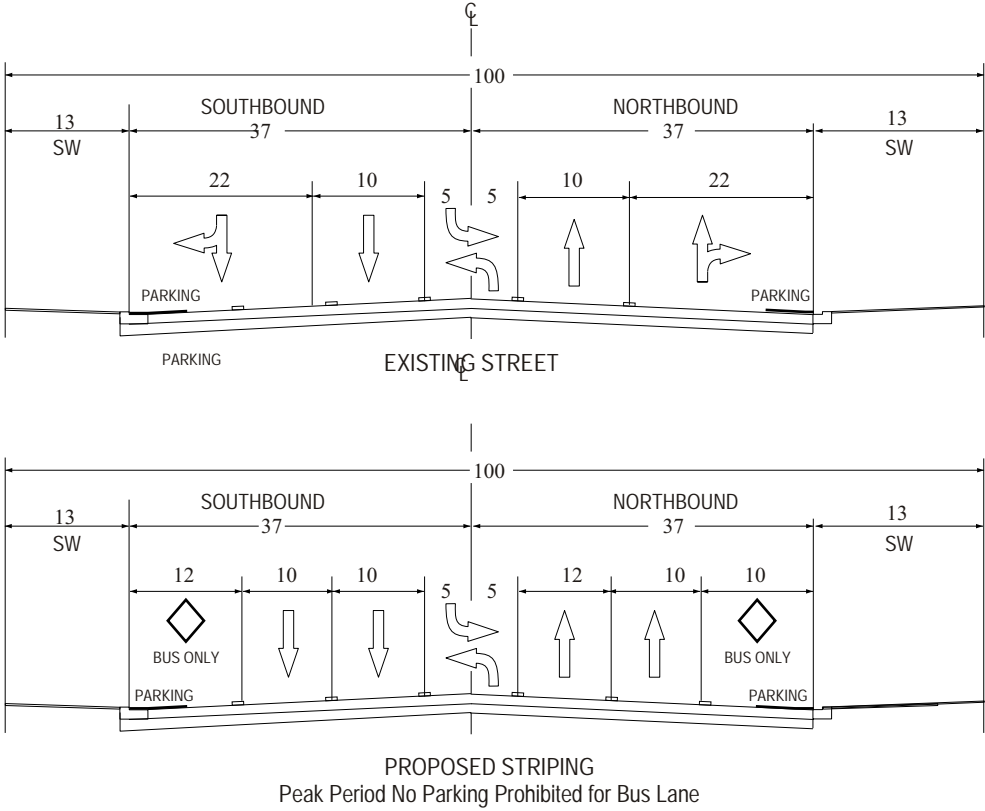 ℄
100
SOUTHBOUND NORTHBOUND
13 37 37 13
SW SW
22 10 5 5 10 22
PARKING PARKING
PARKING
EXISTING STREET
℄
100
SOUTHBOUND NORTHBOUND
13 37 37 13
SW SW
12 10 10 5 5 12 10 10
BUS ONLY BUS ONLY
PARKING PARKING
PROPOSED STRIPING
Peak Period No Parking Prohibited for Bus Lane